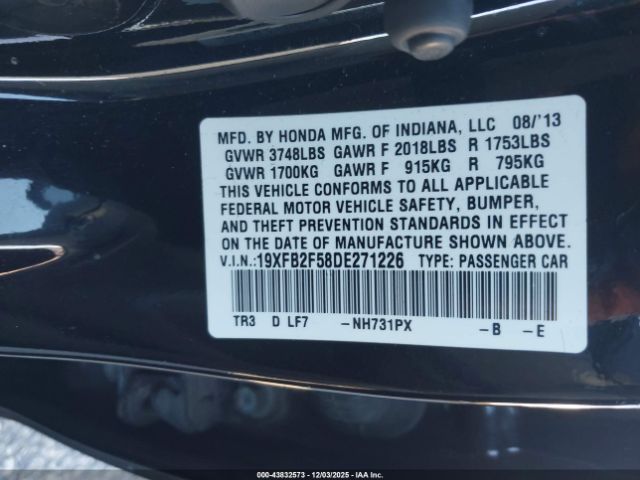 MFD. BY HONDA MFG. OF INDIANA, LLC 08/'13
GVWR 3748LBS GAWR F 2018LBS R 1753LBS
GVWR 1700KG GAWR F 915KG R 795KG
THIS VEHICLE CONFORMS TO ALL APPLICABLE
FEDERAL MOTOR VEHICLE SAFETY, BUMPER,
AND THEFT PREVENTION STANDARDS IN EFFECT
ON THE DATE OF MANUFACTURE SHOWN ABOVE.
V.I.N.:19XFB2F58DE271226 TYPE: PASSENGER CAR
TR3 D LF7 -NH731PX -B -E
000-43832573 - 12/03/2025 - IAA Inc. All Rights Reserved.